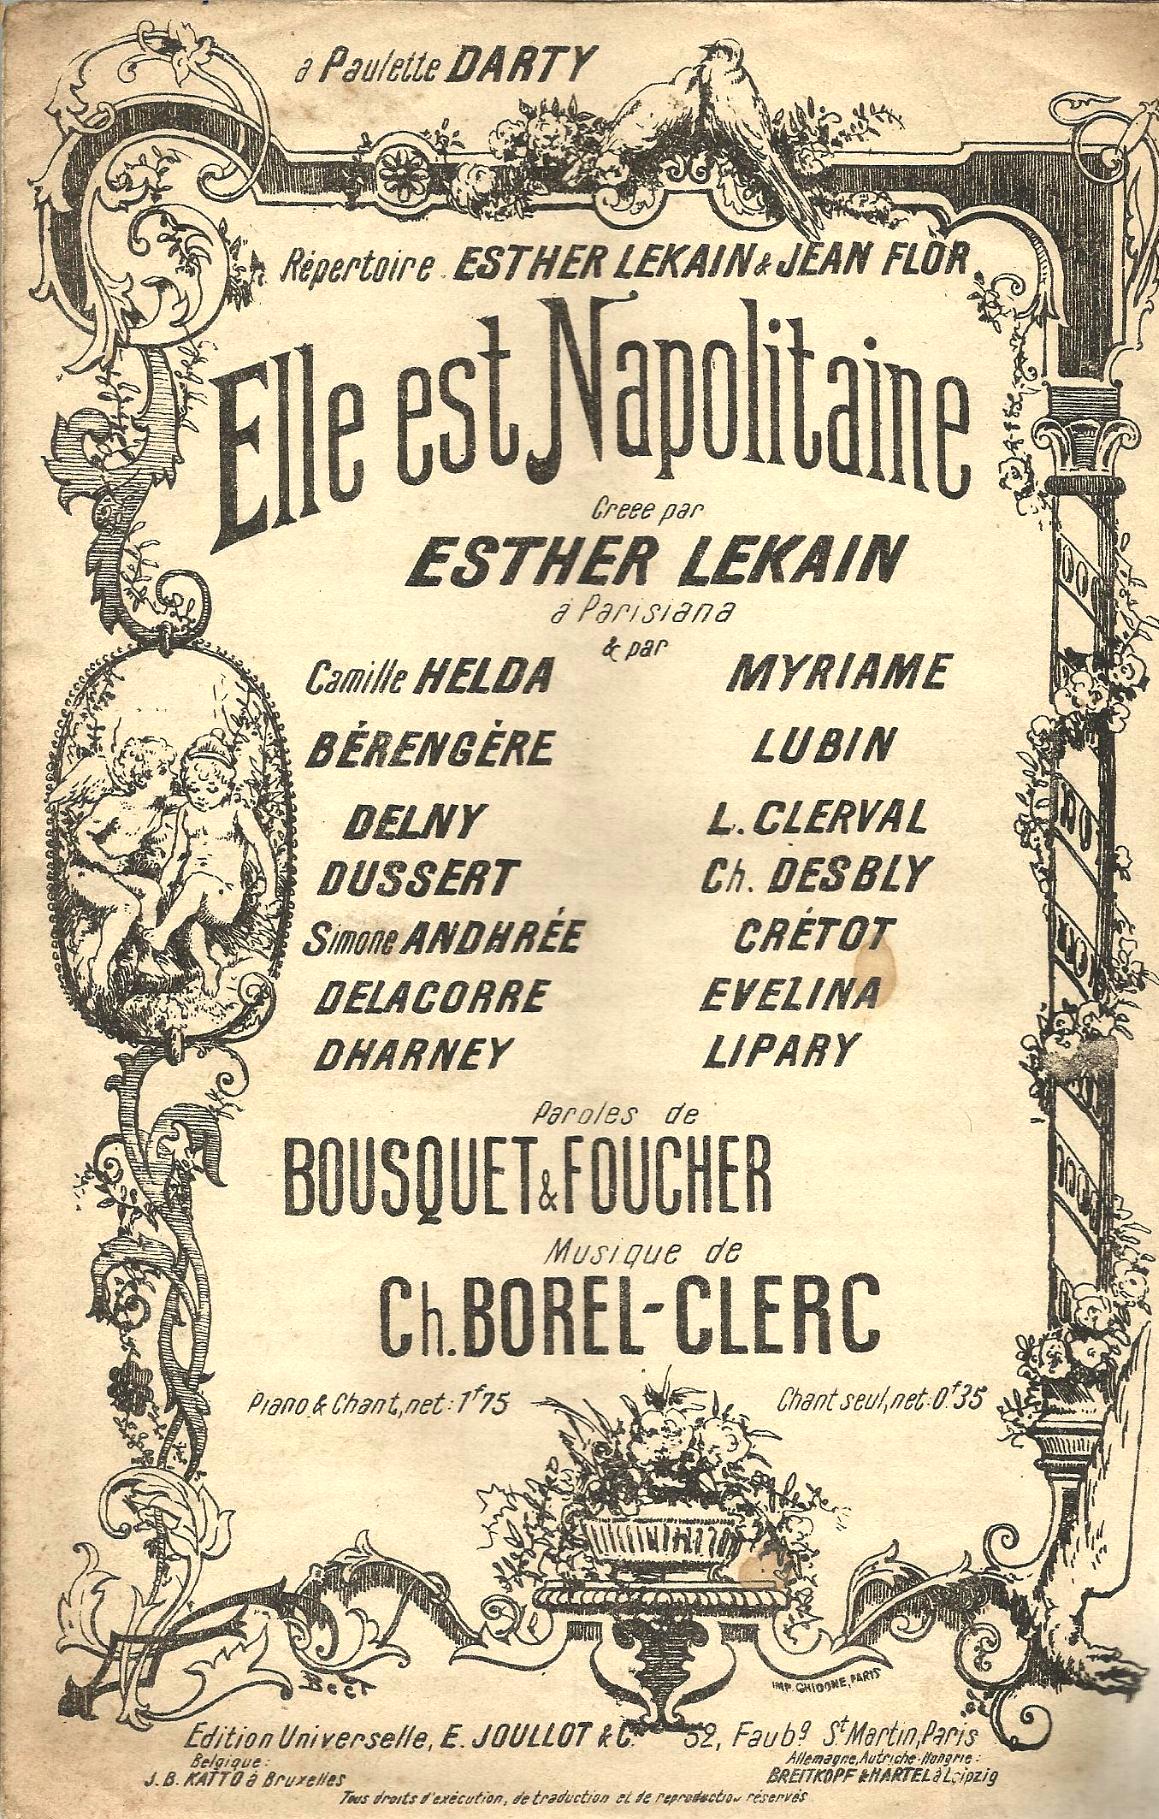 à Paulette DARTY
Répertoire ESTHER LEKAIN & JEAN FLOR
Elle est Napolitaine
Creee par
ESTHER LEKAIN
à Parisiana
& par
Camille HELDA MYRIAME
BÉRENGÈRE LUBIN
DELNY L. CLERVAL
DUSSERT Ch. DESBLY
Simone ANDHRÉE CRÉTOT
DELACORRE EVELINA
DHARNEY LIPARY
Paroles de
BOUSQUET & FOUCHER
Musique de
Ch. BOREL-CLERC
Piano & Chant, net: 1f75 Chant seul, net: 0f35
IMP. GHIDONE, PARIS
Edition Universelle, E. JOULLOT & Cie 52, Faubg St Martin, Paris
Belgique: Allemagne, Autriche-Hongrie:
J.B. KATTO à Bruxelles BREITKOPF & HARTEL à Leipzig
Tous droits d'exécution, de traduction et de reproduction réservés